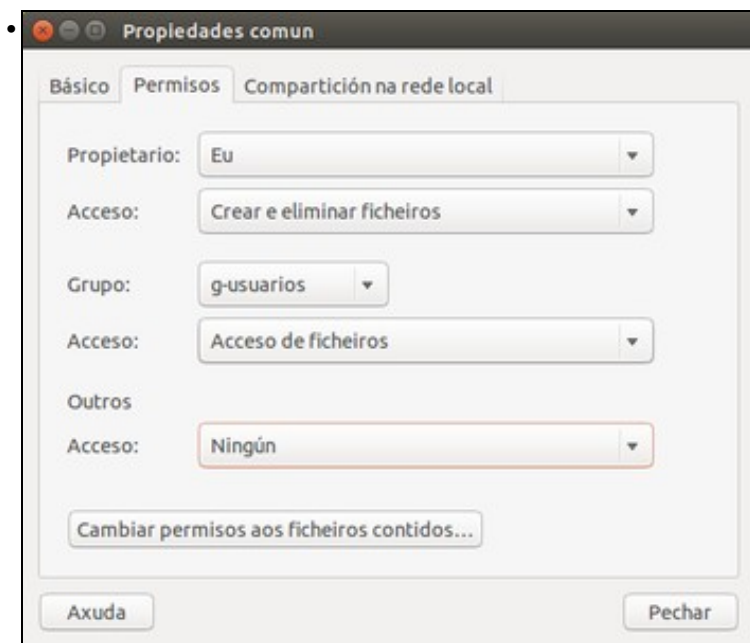 Propiedades comun
Básico Permisos Compartición na rede local
Propietario: Eu
Acceso: Crear e eliminar ficheiros
Grupo: g-usuarios
Acceso: Acceso de ficheiros
Outros
Acceso: Ningún
Cambiar permisos aos ficheiros contidos...
Axuda Pechar